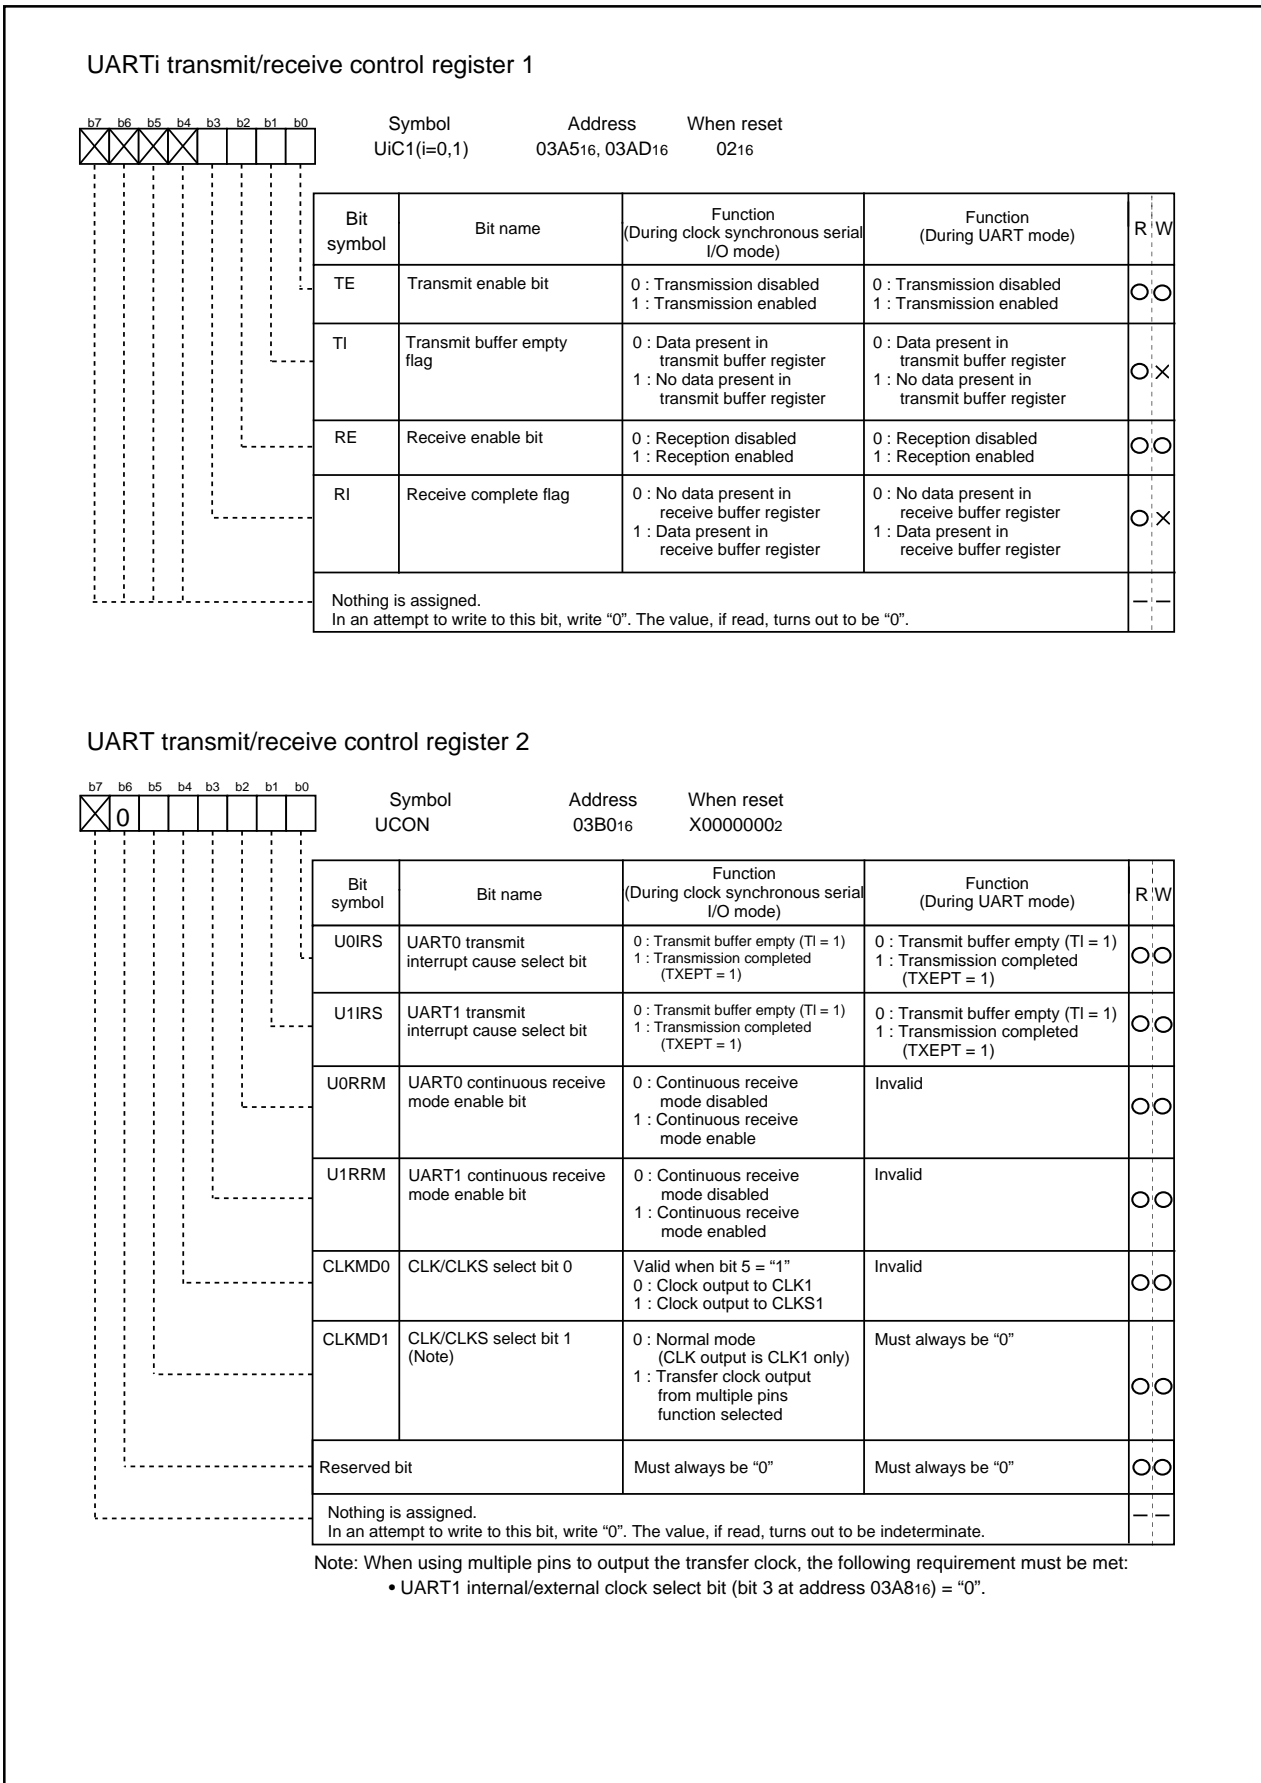 UARTi transmit/receive control register 1
b7 b6 b5 b4 b3 b2 b1 b0
Symbol Address When reset
UiC1(i=0,1) 03A516, 03AD16 0216
Bit symbol Bit name Function (During clock synchronous serial I/O mode) Function (During UART mode) R W
TE Transmit enable bit 0 : Transmission disabled 0 : Transmission disabled
1 : Transmission enabled 1 : Transmission enabled
TI Transmit buffer empty 0 : Data present in 0 : Data present in
flag transmit buffer register transmit buffer register
1 : No data present in 1 : No data present in
transmit buffer register transmit buffer register
RE Receive enable bit 0 : Reception disabled 0 : Reception disabled
1 : Reception enabled 1 : Reception enabled
RI Receive complete flag 0 : No data present in 0 : No data present in
receive buffer register receive buffer register
1 : Data present in 1 : Data present in
receive buffer register receive buffer register
Nothing is assigned.
In an attempt to write to this bit, write “0”. The value, if read, turns out to be “0”.
UART transmit/receive control register 2
b7 b6 b5 b4 b3 b2 b1 b0
0
Symbol Address When reset
UCON 03B016 X00000002
Bit symbol Bit name Function (During clock synchronous serial I/O mode) Function (During UART mode) R W
U0IRS UART0 transmit 0 : Transmit buffer empty (TI = 1) 0 : Transmit buffer empty (TI = 1)
interrupt cause select bit 1 : Transmission completed 1 : Transmission completed
(TXEPT = 1) (TXEPT = 1)
U1IRS UART1 transmit 0 : Transmit buffer empty (TI = 1) 0 : Transmit buffer empty (TI = 1)
interrupt cause select bit 1 : Transmission completed 1 : Transmission completed
(TXEPT = 1) (TXEPT = 1)
U0RRM UART0 continuous receive 0 : Continuous receive Invalid
mode enable bit mode disabled
1 : Continuous receive
mode enable
U1RRM UART1 continuous receive 0 : Continuous receive Invalid
mode enable bit mode disabled
1 : Continuous receive
mode enabled
CLKMD0 CLK/CLKS select bit 0 Valid when bit 5 = “1” Invalid
0 : Clock output to CLK1
1 : Clock output to CLKS1
CLKMD1 CLK/CLKS select bit 1 0 : Normal mode Must always be “0”
(Note) (CLK output is CLK1 only)
1 : Transfer clock output
from multiple pins
function selected
Reserved bit Must always be “0” Must always be “0”
Nothing is assigned.
In an attempt to write to this bit, write “0”. The value, if read, turns out to be indeterminate.
Note: When using multiple pins to output the transfer clock, the following requirement must be met:
• UART1 internal/external clock select bit (bit 3 at address 03A816) = “0”.